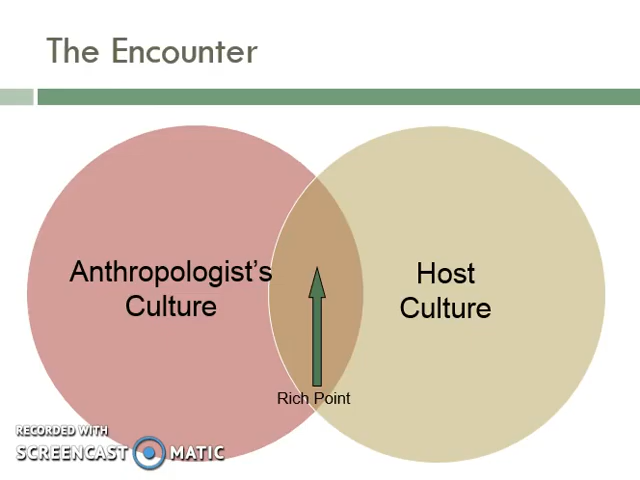 The Encounter
Anthropologist's
Culture
Host
Culture
Rich Point
RECORDED WITH
SCREENCAST MATIC